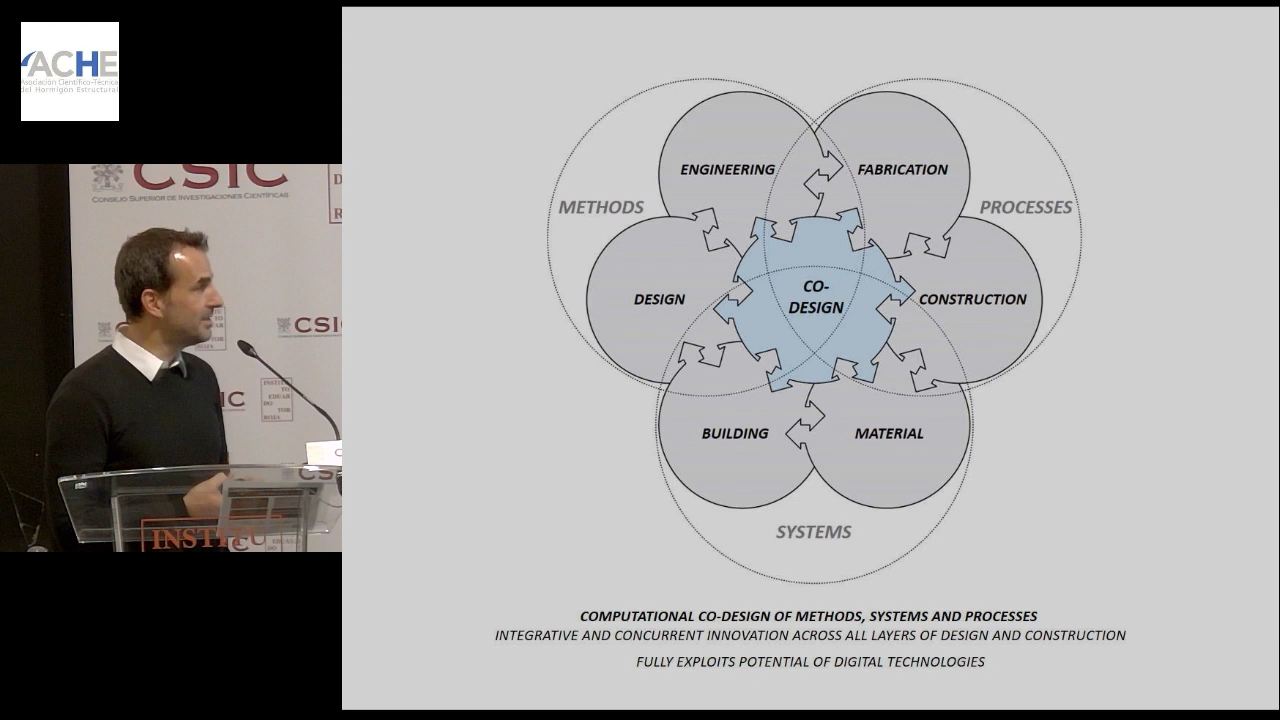 ACHE
Asociación Científico-Técnica
del Hormigón Estructural
CSIC
CONSEJO SUPERIOR DE INVESTIGACIONES CIENTÍFICAS
CSIC
INSTITU
ENGINEERING
FABRICATION
METHODS
PROCESSES
DESIGN
CO-
DESIGN
CONSTRUCTION
BUILDING
MATERIAL
SYSTEMS
COMPUTATIONAL CO-DESIGN OF METHODS, SYSTEMS AND PROCESSES
INTEGRATIVE AND CONCURRENT INNOVATION ACROSS ALL LAYERS OF DESIGN AND CONSTRUCTION
FULLY EXPLOITS POTENTIAL OF DIGITAL TECHNOLOGIES